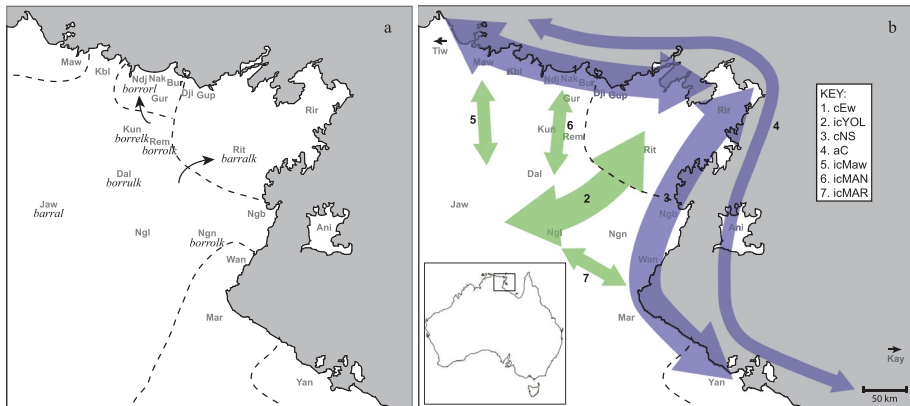 a
Maw
Kbl
Ndj Nak Bur
borrorl
Gur
Dji Gup
Rir
Kun
borrelk
Rem
borrolk
Rit
barralk
Dal
borrulk
Jaw
barral
Ngb
Ngl
Ngn
borrolk
Ani
Wan
Mar
Yan
b
Tiw
Maw
Kbl
1
Ndj Nak Bur
Gur
Dji Gup
Rir
4
5
6
Kun
Rem
Rit
Dal
2
3
Jaw
Ngb
Ngl
Ngn
Ani
Wan
7
Mar
Yan
Kay
KEY:
1. cEw
2. icYOL
3. cNS
4. aC
5. icMaw
6. icMAN
7. icMAR
50 km